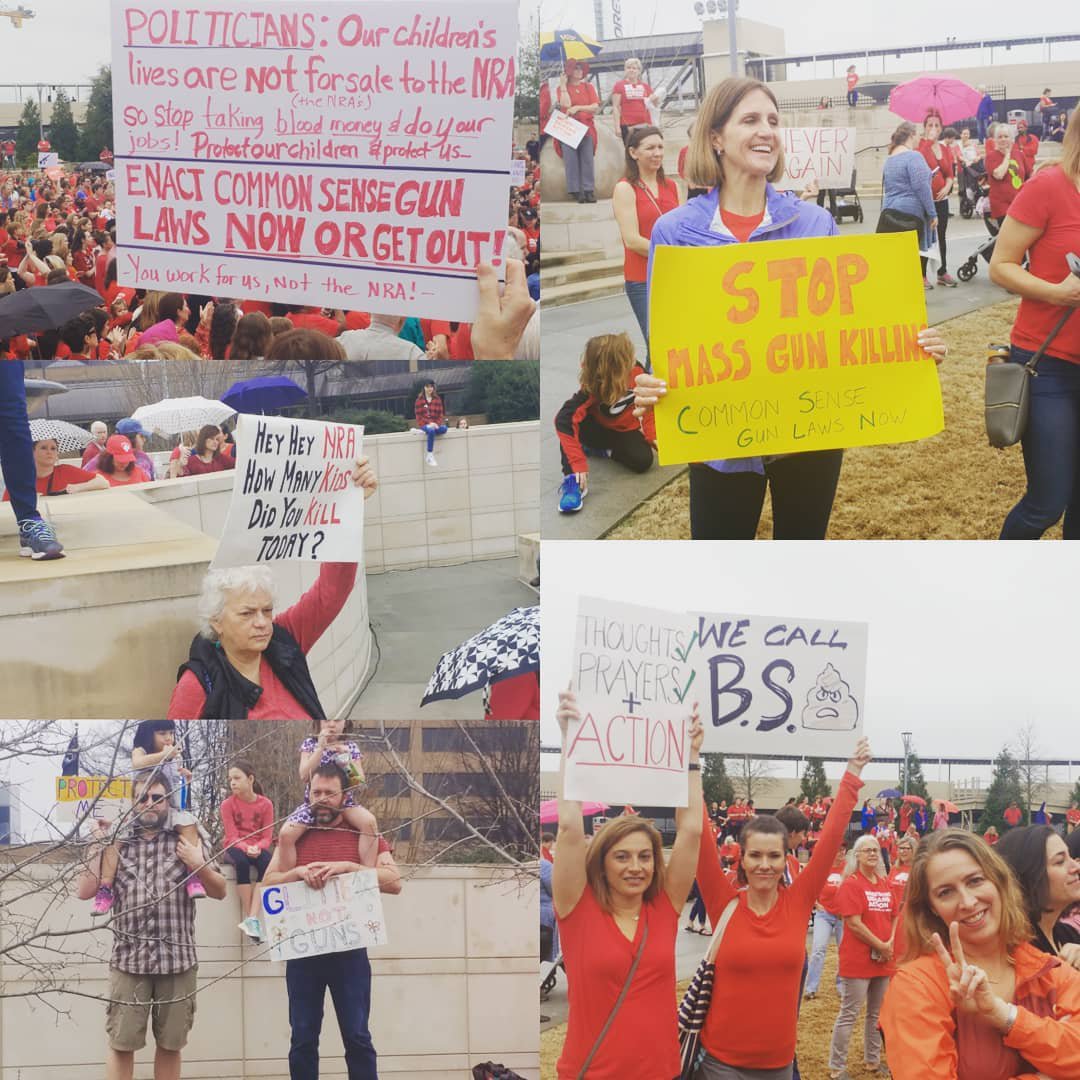 POLITICIANS: Our children's
lives are NOT for sale to the NRA
(the NRA's)
so stop taking blood money & do your
jobs! Protect our children & protect us—
ENACT COMMON SENSE GUN
LAWS NOW OR GET OUT!
-You work for us, Not the NRA!-
NEVER
AGAIN
STOP
MASS GUN KILLING
COMMON SENSE
GUN LAWS NOW
HEY HEY NRA
HOW MANY KIDS
DID YOU KILL
TODAY?
THOUGHTS
PRAYERS
+
ACTION
WE CALL
B.S.
PROTECT
ME
GLITTER
NOT
GUNS